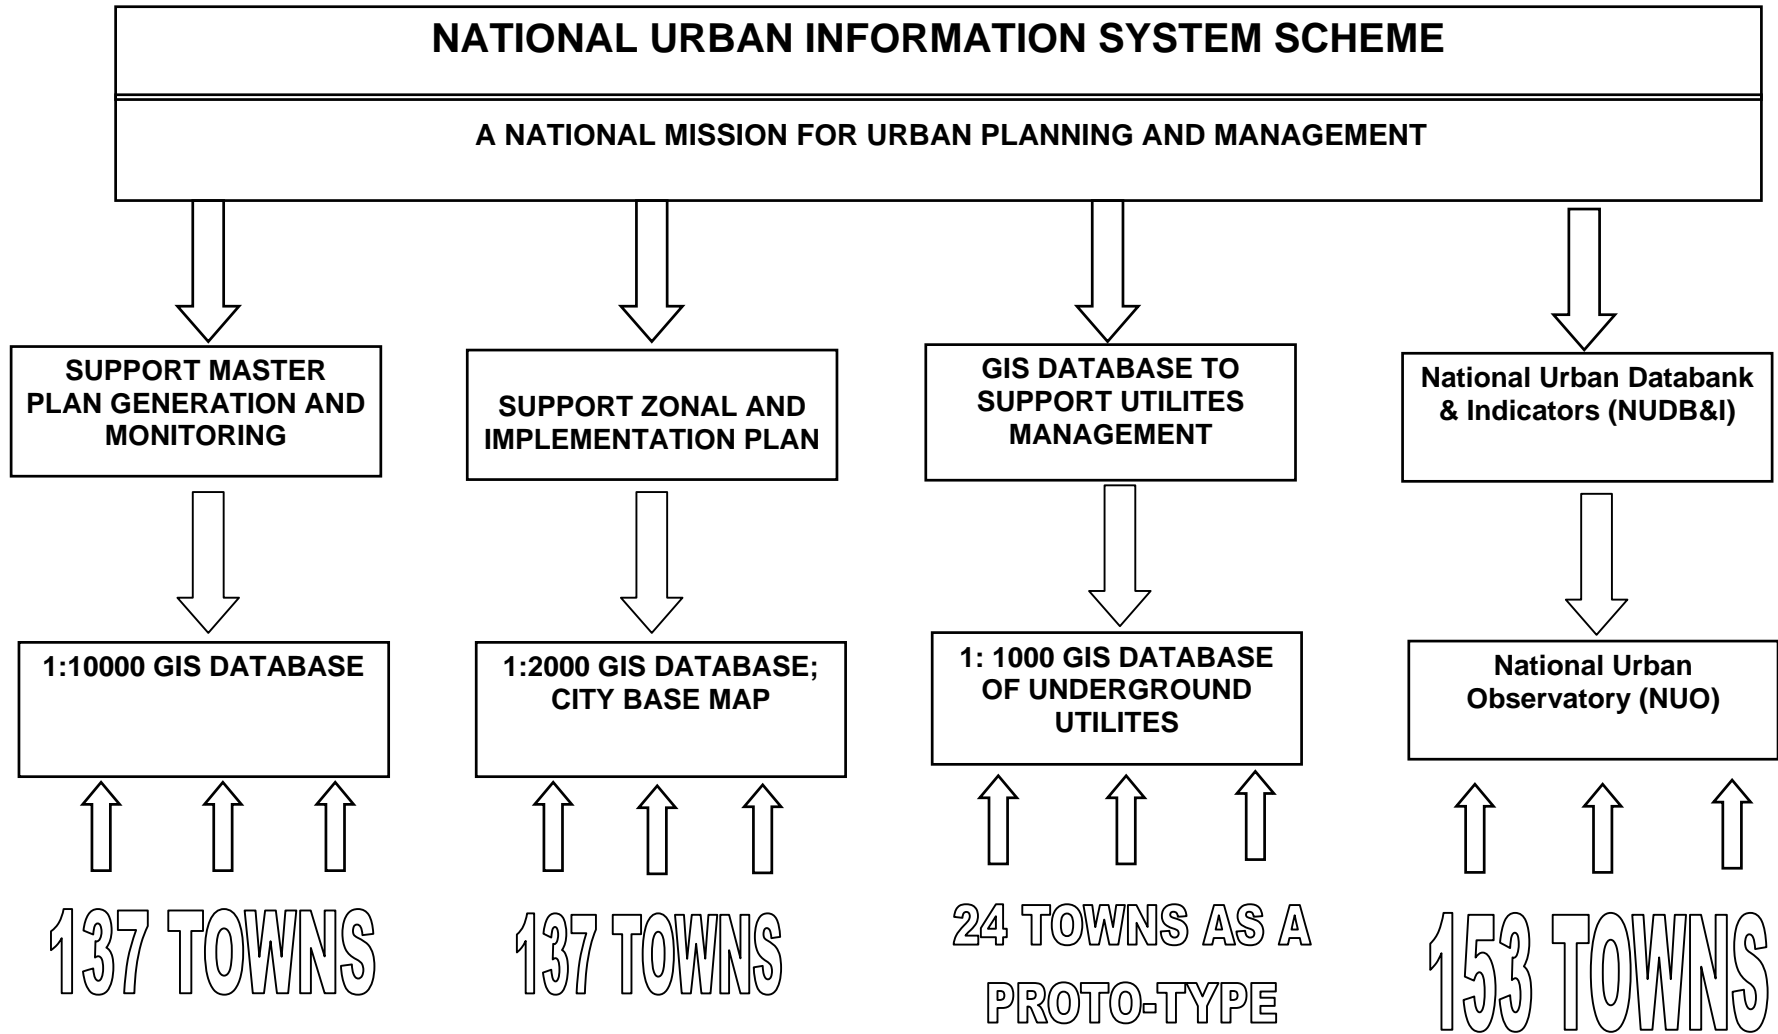 NATIONAL URBAN INFORMATION SYSTEM SCHEME
A NATIONAL MISSION FOR URBAN PLANNING AND MANAGEMENT
SUPPORT MASTER
PLAN GENERATION AND
MONITORING
SUPPORT ZONAL AND
IMPLEMENTATION PLAN
GIS DATABASE TO
SUPPORT UTILITES
MANAGEMENT
National Urban Databank
& Indicators (NUDB&I)
1:10000 GIS DATABASE
1:2000 GIS DATABASE;
CITY BASE MAP
1: 1000 GIS DATABASE
OF UNDERGROUND
UTILITES
National Urban
Observatory (NUO)
137 TOWNS
137 TOWNS
24 TOWNS AS A
PROTO-TYPE
153 TOWNS